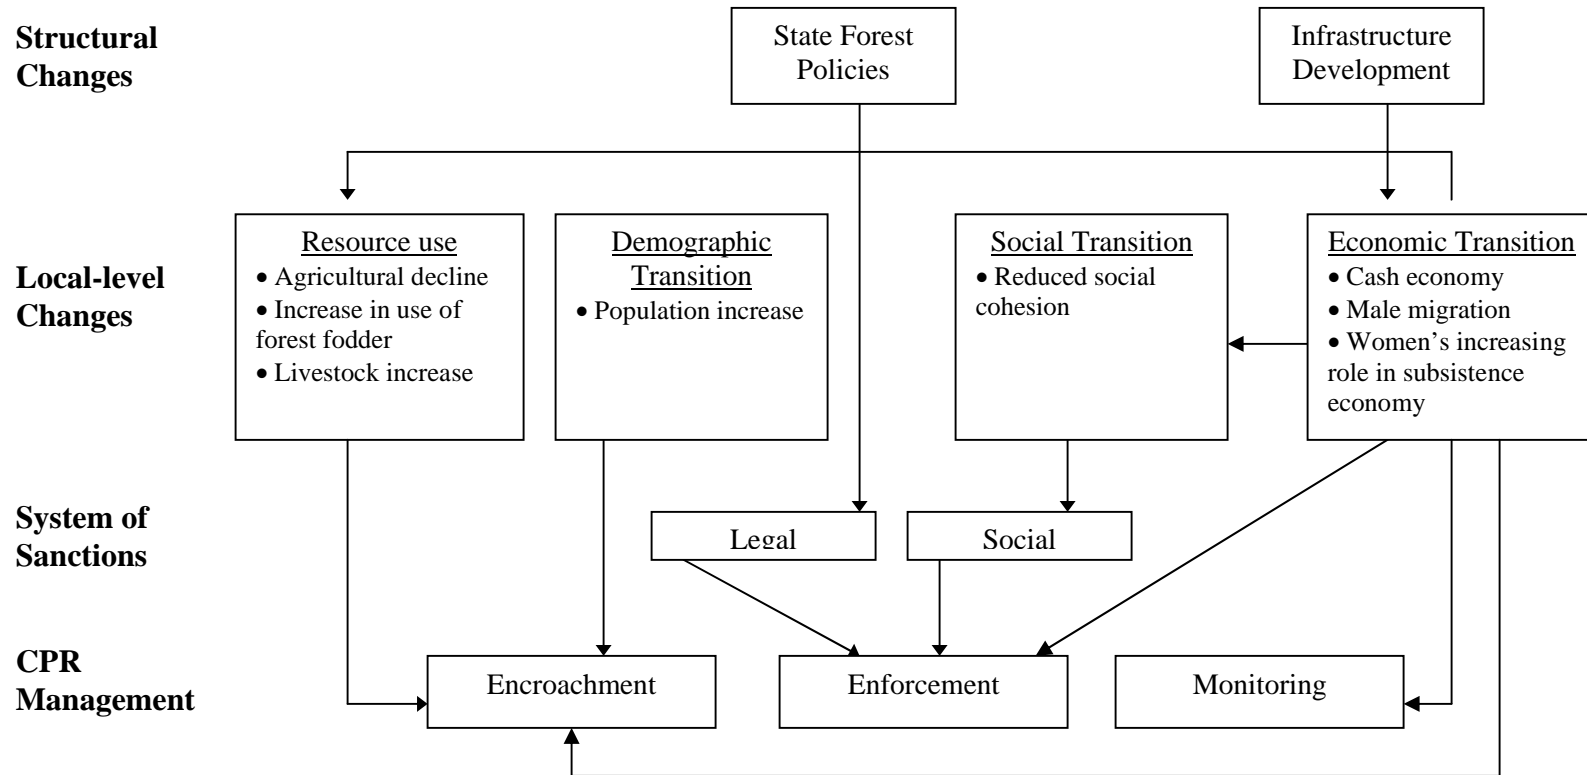 Structural
Changes
State Forest
Policies
Infrastructure
Development
Local-level
Changes
Resource use
• Agricultural decline
• Increase in use of
forest fodder
• Livestock increase
Demographic
Transition
• Population increase
Social Transition
• Reduced social
cohesion
Economic Transition
• Cash economy
• Male migration
• Women’s increasing
role in subsistence
economy
System of
Sanctions
Legal
Social
CPR
Management
Encroachment
Enforcement
Monitoring